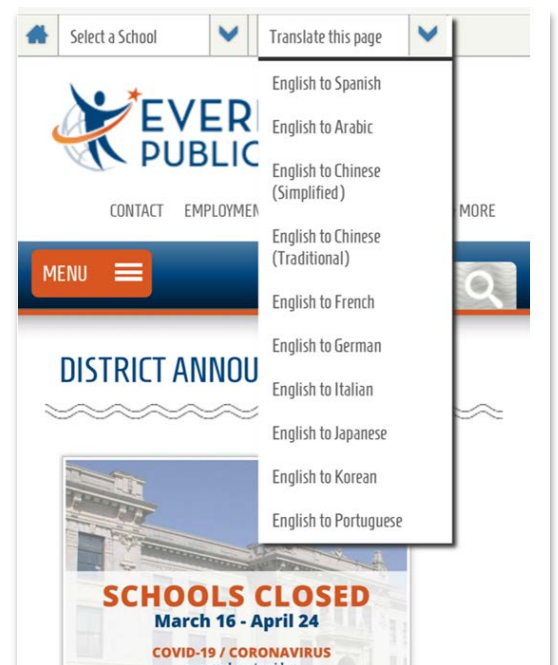 Select a School
Translate this page
English to Spanish
English to Arabic
English to Chinese
(Simplified)
English to Chinese
(Traditional)
English to French
English to German
English to Italian
English to Japanese
English to Korean
English to Portuguese
EVER
PUBLIC
CONTACT EMPLOYMEN MORE
MENU
DISTRICT ANNOU
SCHOOLS CLOSED
March 16 - April 24
COVID-19 / CORONAVIRUS